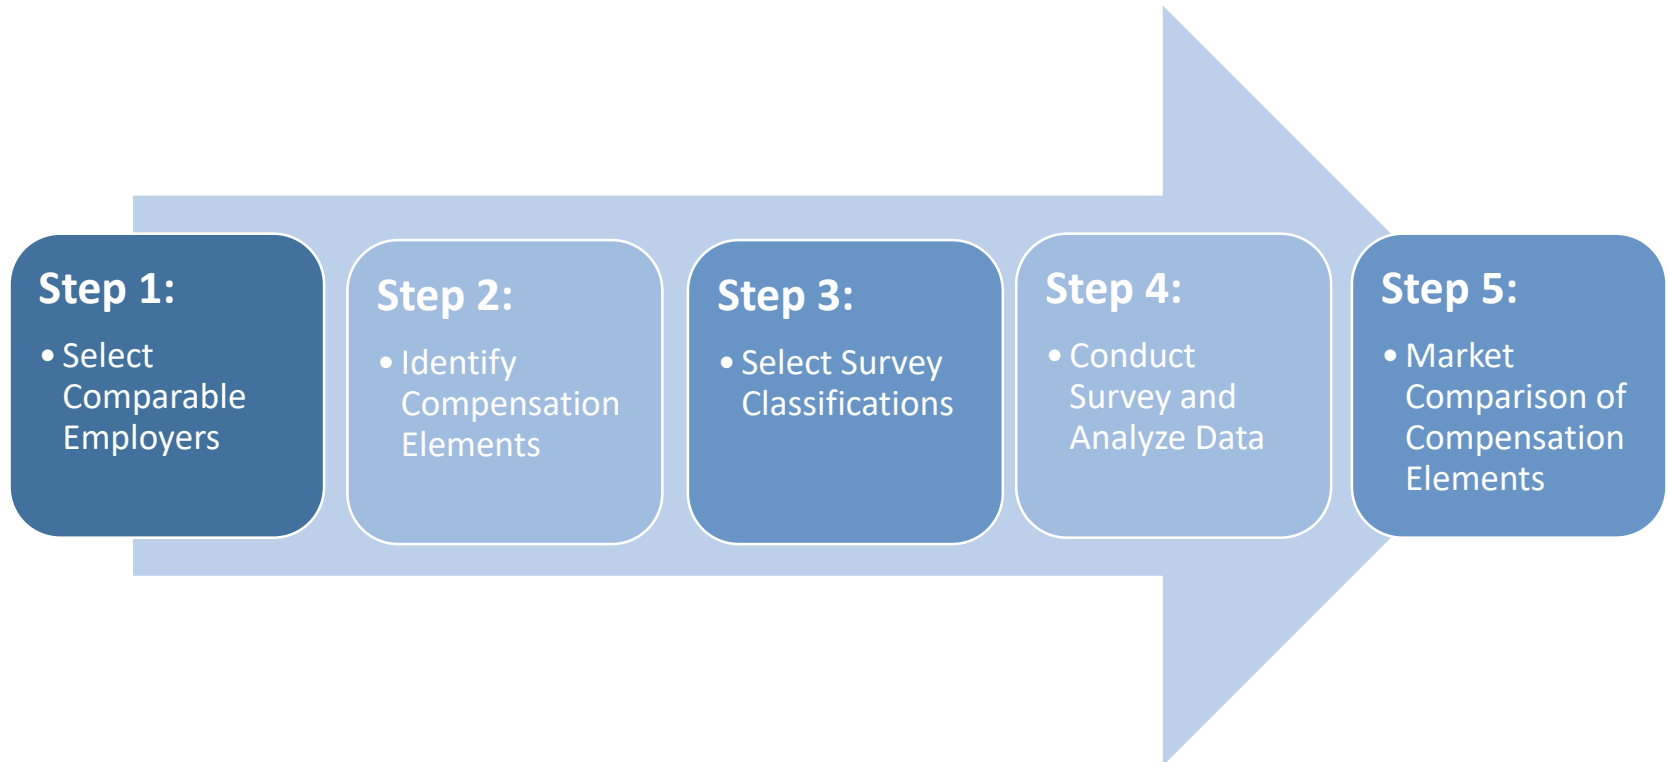 Step 1:
• Select
Comparable
Employers
Step 2:
• Identify
Compensation
Elements
Step 3:
• Select Survey
Classifications
Step 4:
• Conduct
Survey and
Analyze Data
Step 5:
• Market
Comparison of
Compensation
Elements